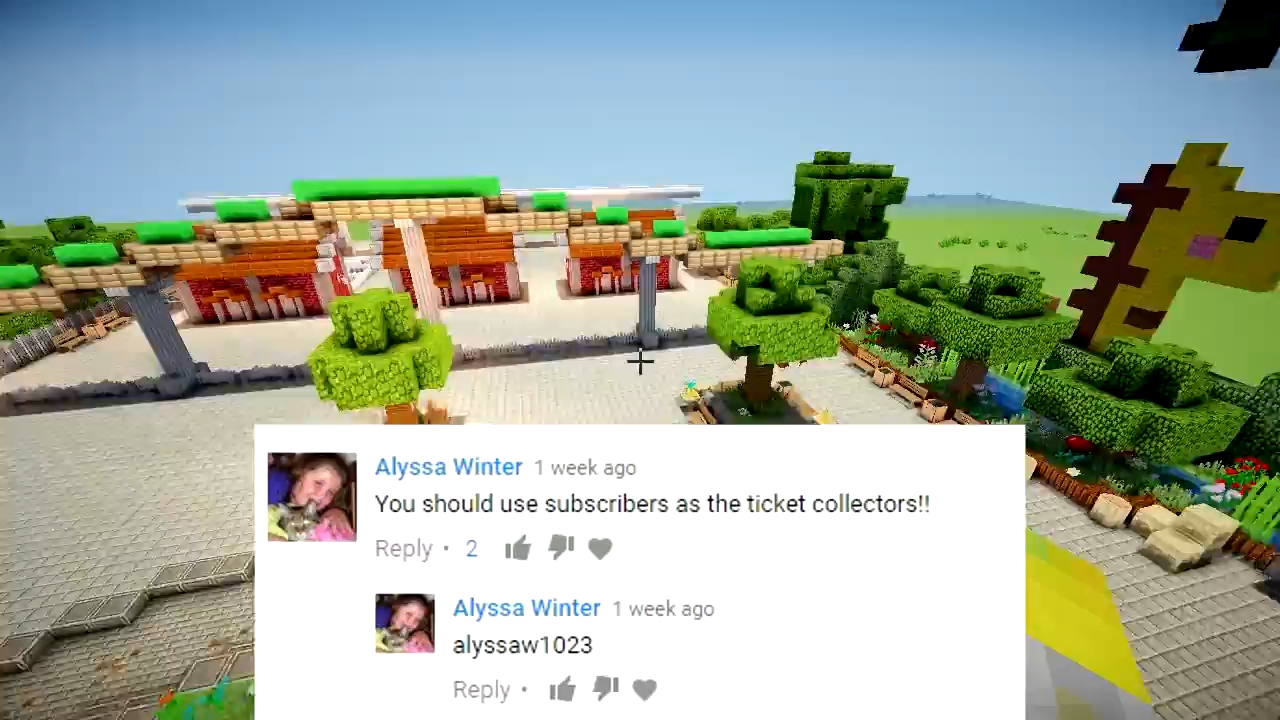 Alyssa Winter 1 week ago
You should use subscribers as the ticket collectors!!
Reply • 2
Alyssa Winter 1 week ago
alyssaw1023
Reply •